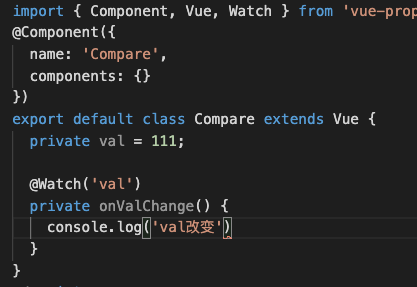 import { Component, Vue, Watch } from 'vue-prop
@Component({
name: 'Compare',
components: {}
})
export default class Compare extends Vue {
private val = 111;
@Watch('val')
private onValChange() {
console.log('val改变')
}
}